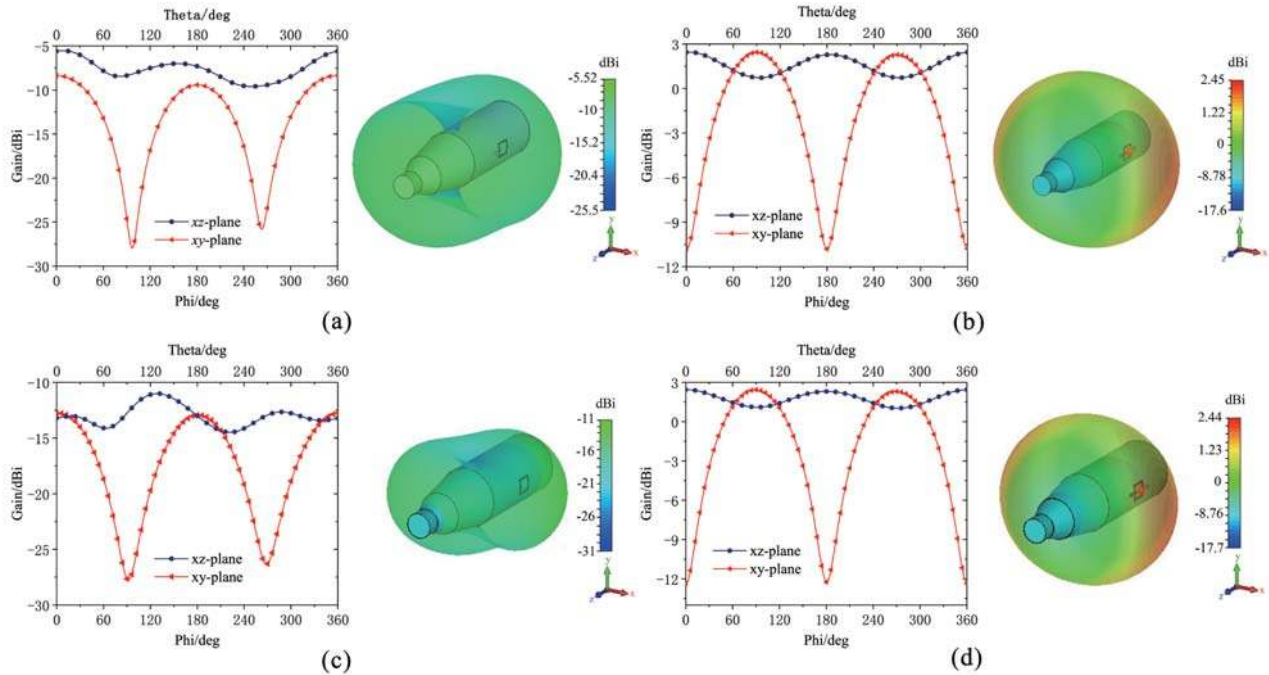 Theta/deg
0 60 120 180 240 300 360
-5
-10
-15
-20
-25
-30
Gain/dBi
xz-plane
xy-plane
0 60 120 180 240 300 360
Phi/deg
dBi
-5.52
-10
-15.2
-20.4
-25.5
y
z
x
(a)
Theta/deg
0 60 120 180 240 300 360
3
0
-3
-6
-9
-12
Gain/dBi
xz-plane
xy-plane
0 60 120 180 240 300 360
Phi/deg
dBi
2.45
1.22
0
-8.78
-17.6
y
z
x
(b)
Theta/deg
0 60 120 180 240 300 360
-10
-15
-20
-25
-30
Gain/dBi
xz-plane
xy-plane
0 60 120 180 240 300 360
Phi/deg
dBi
-11
-16
-21
-26
-31
y
z
x
(c)
Theta/deg
0 60 120 180 240 300 360
3
0
-3
-6
-9
-12
Gain/dBi
xz-plane
xy-plane
0 60 120 180 240 300 360
Phi/deg
dBi
2.44
1.23
0
-8.76
-17.7
y
z
x
(d)